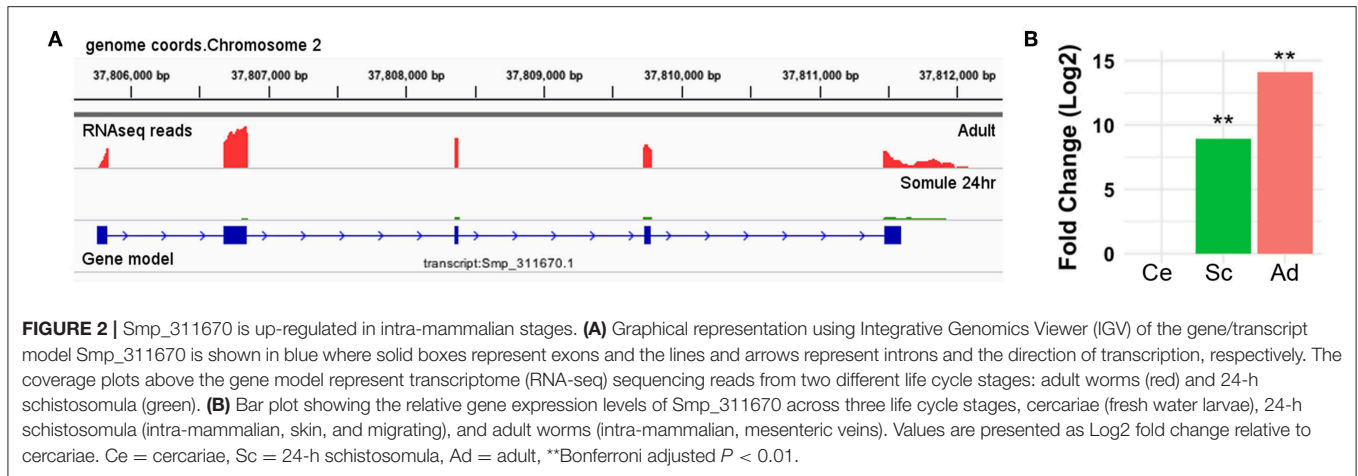 A
genome coords.Chromosome 2
37,806,000 bp 37,807,000 bp 37,808,000 bp 37,809,000 bp 37,810,000 bp 37,811,000 bp 37,812,000 bp
RNAseq reads
Adult
Somule 24hr
Gene model
transcript:Smp_311670.1
B
Fold Change (Log2)
15
10
5
0
**
**
Ce Sc Ad
FIGURE 2 | Smp_311670 is up-regulated in intra-mammalian stages. (A) Graphical representation using Integrative Genomics Viewer (IGV) of the gene/transcript
model Smp_311670 is shown in blue where solid boxes represent exons and the lines and arrows represent introns and the direction of transcription, respectively. The
coverage plots above the gene model represent transcriptome (RNA-seq) sequencing reads from two different life cycle stages: adult worms (red) and 24-h
schistosomula (green). (B) Bar plot showing the relative gene expression levels of Smp_311670 across three life cycle stages, cercariae (fresh water larvae), 24-h
schistosomula (intra-mammalian, skin, and migrating), and adult worms (intra-mammalian, mesenteric veins). Values are presented as Log2 fold change relative to
cercariae. Ce = cercariae, Sc = 24-h schistosomula, Ad = adult, **Bonferroni adjusted P < 0.01.